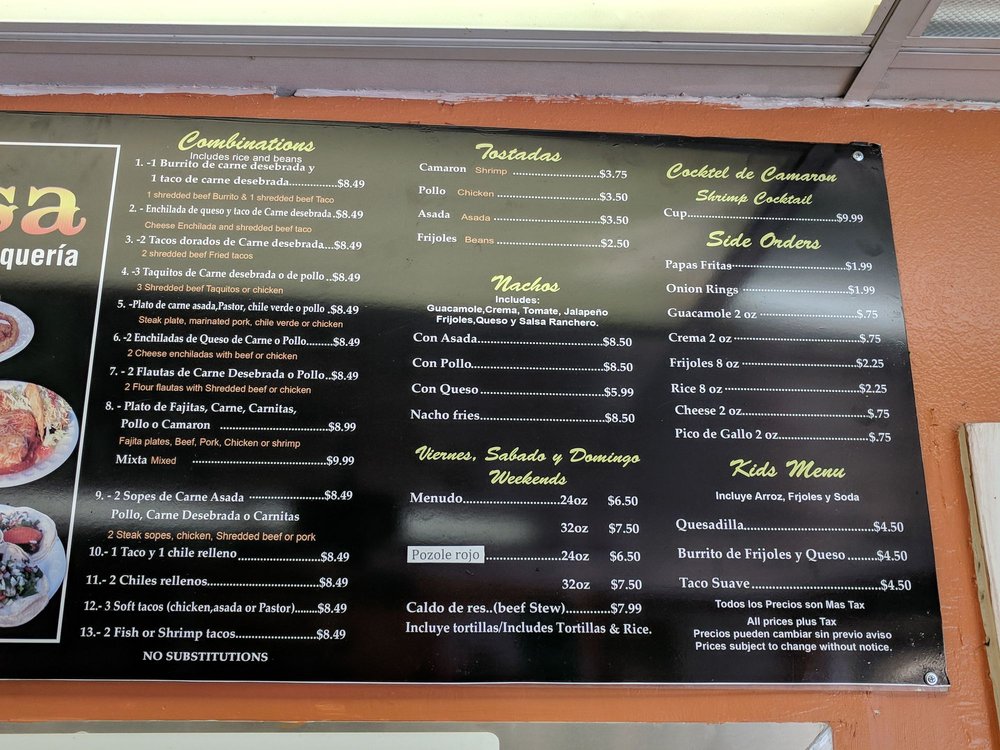 sa
quería
Combinations
Includes rice and beans
1. -1 Burrito de carne desebrada y
1 taco de carne desebrada..............$8.49
1 shredded beef Burrito & 1 shredded beef Taco
2. - Enchilada de queso y taco de Carne desebrada .$8.49
Cheese Enchilada and shredded beef taco
3. -2 Tacos dorados de Carne desebrada...$8.49
2 shredded beef Fried tacos
4. -3 Taquitos de Carne desebrada o de pollo ..$8.49
3 Shredded beef Taquitos or chicken
5. -Plato de carne asada,Pastor, chile verde o pollo .$8.49
Steak plate, marinated pork, chile verde or chicken
6. -2 Enchiladas de Queso de Carne o Pollo........$8.49
2 Cheese enchiladas with beef or chicken
7. - 2 Flautas de Carne Desebrada o Pollo..$8.49
2 Flour flautas with Shredded beef or chicken
8. - Plato de Fajitas, Carne, Carnitas,
Pollo o Camaron ..............................$8.99
Fajita plates, Beef, Pork, Chicken or shrimp
Mixta Mixed ......................................$9.99
9. - 2 Sopes de Carne Asada .....................$8.49
Pollo, Carne Desebrada o Carnitas
2 Steak sopes, chicken, Shredded beef or pork
10.- 1 Taco y 1 chile relleno........................$8.49
11.- 2 Chiles rellenos..............................$8.49
12.- 3 Soft tacos (chicken,asada or Pastor).......$8.49
13.- 2 Fish or Shrimp tacos.......................$8.49
NO SUBSTITUTIONS
Tostadas
Camaron Shrimp ........................$3.75
Pollo Chicken .............................$3.50
Asada Asada ..............................$3.50
Frijoles Beans .............................$2.50
Nachos
Includes:
Guacamole,Crema, Tomate, Jalapeño
Frijoles,Queso y Salsa Ranchero.
Con Asada.................................$8.50
Con Pollo...................................$8.50
Con Queso .................................$5.99
Nacho fries.................................$8.50
Viernes, Sabado y Domingo
Weekends
Menudo..........................24oz $6.50
32oz $7.50
Pozole rojo ....................24oz $6.50
32oz $7.50
Caldo de res..(beef Stew)............$7.99
Incluye tortillas/Includes Tortillas & Rice.
Cocktel de Camaron
Shrimp Cocktail
Cup........................................$9.99
Side Orders
Papas Fritas..............................$1.99
Onion Rings ............................$1.99
Guacamole 2 oz ..........................$.75
Crema 2 oz ................................$.75
Frijoles 8 oz ..............................$2.25
Rice 8 oz ..................................$2.25
Cheese 2 oz...............................$.75
Pico de Gallo 2 oz......................$.75
Kids Menu
Incluye Arroz, Frjoles y Soda
Quesadilla................................$4.50
Burrito de Frijoles y Queso .......$4.50
Taco Suave................................$4.50
Todos los Precios son Mas Tax
All prices plus Tax
Precios pueden cambiar sin previo aviso
Prices subject to change without notice.